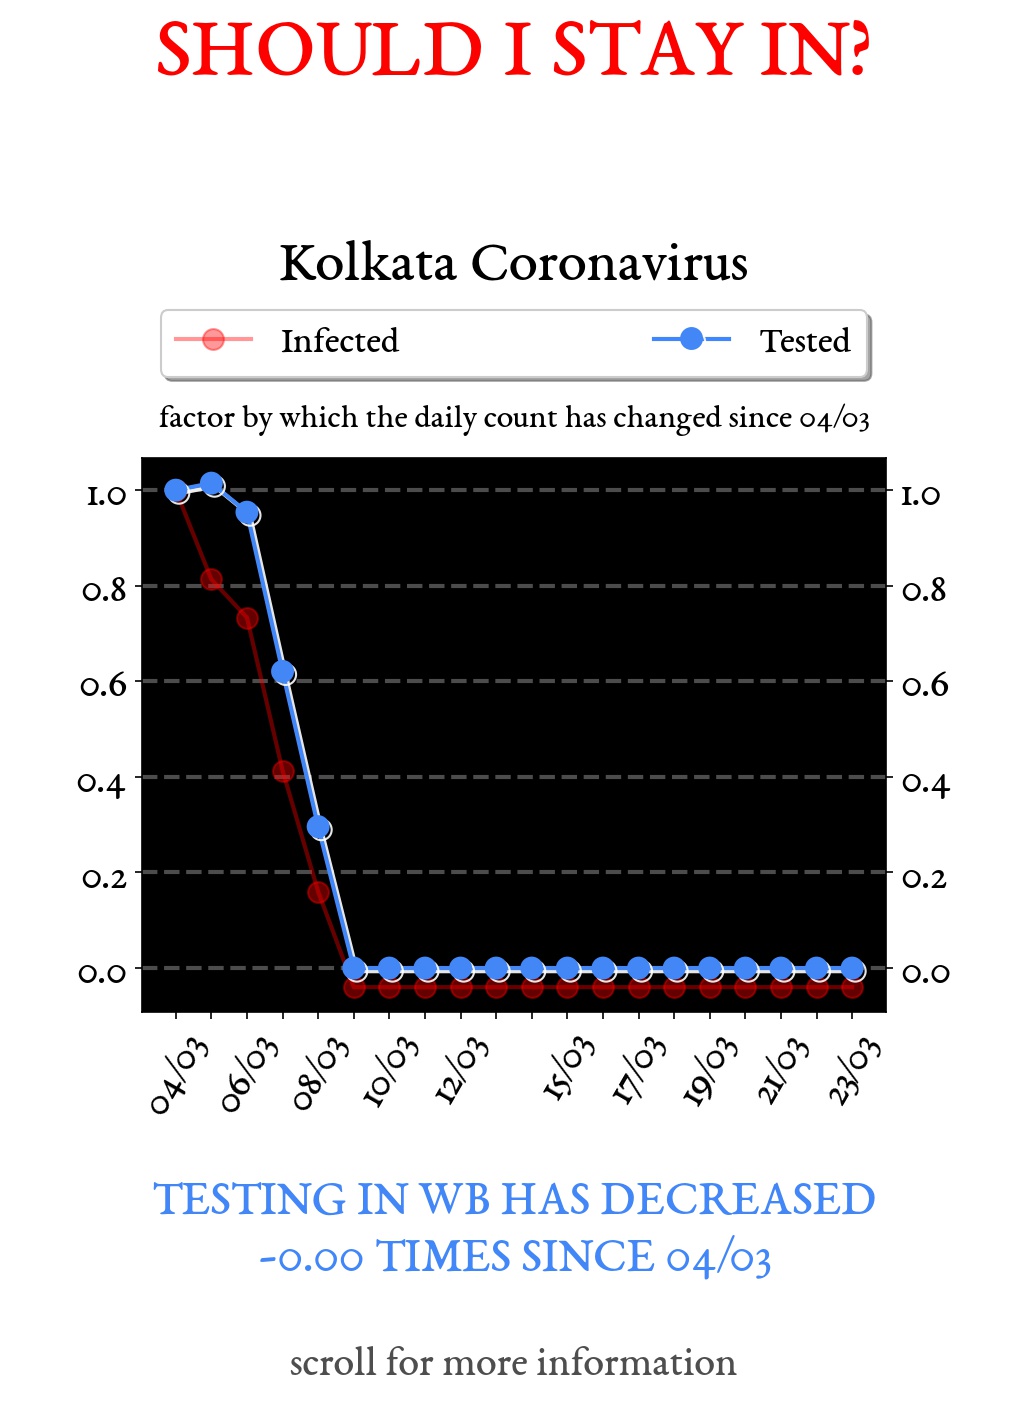 SHOULD I STAY IN?
Kolkata Coronavirus
Infected Tested
factor by which the daily count has changed since 04/03
1.0 1.0
0.8 0.8
0.6 0.6
0.4 0.4
0.2 0.2
0.0 0.0
04/03 06/03 08/03 10/03 12/03 15/03 17/03 19/03 21/03 23/03
TESTING IN WB HAS DECREASED
-0.00 TIMES SINCE 04/03
scroll for more information